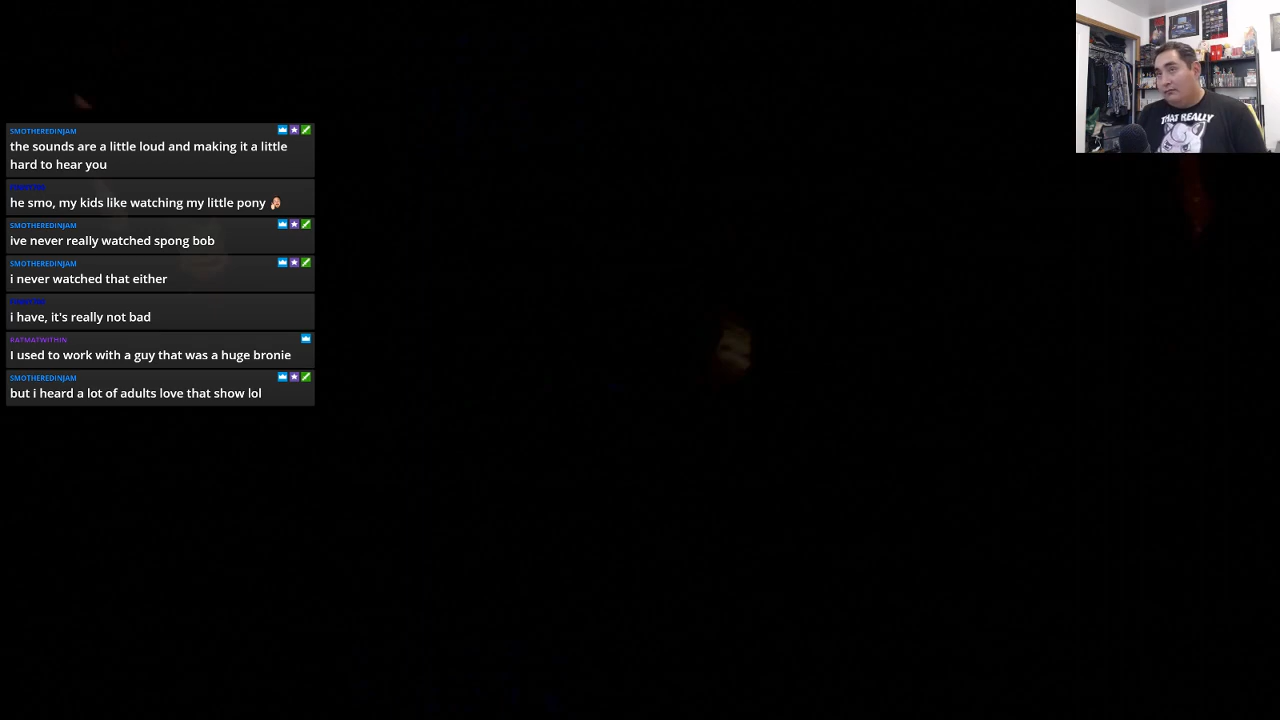 SMOTHEREDINJAM
the sounds are a little loud and making it a little
hard to hear you
he smo, my kids like watching my little pony
SMOTHEREDINJAM
ive never really watched spong bob
SMOTHEREDINJAM
i never watched that either
i have, it's really not bad
RATMATWITHIN
I used to work with a guy that was a huge bronie
SMOTHEREDINJAM
but i heard a lot of adults love that show lol
THAT REALLY